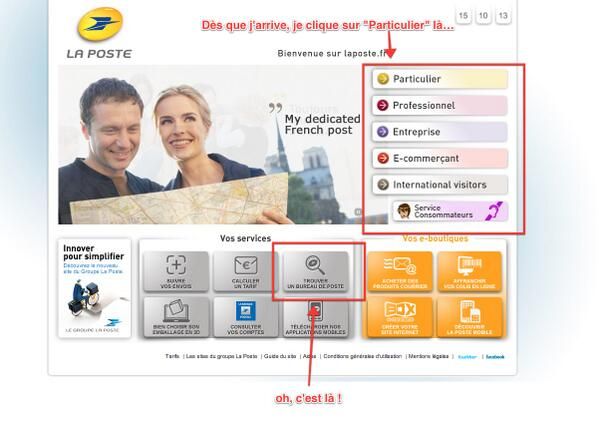 Dès que j'arrive, je clique sur "Particulier" là...
15 10 13
LA POSTE
Bienvenue sur laposte.fr
Particulier
Professionnel
Entreprise
E-commerçant
International visitors
Service
Consommateurs
Toujours
My dedicated
French post
Innover
pour simplifier
Découvrez le nouveau
site du Groupe La Poste
LE GROUPE LA POSTE
Vos services
SUIVRE
VOS ENVOIS
CALCULER
UN TARIF
TROUVER
UN BUREAU DE POSTE
BIEN CHOISIR SON
EMBALLAGE EN 3D
CONSULTER
VOS COMPTES
TÉLÉCHARGER NOS
APPLICATIONS MOBILES
Vos e-boutiques
ACHETER DES
PRODUITS COURRIER
AFFRANCHIR
VOS COLIS EN LIGNE
CRÉER VOTRE
SITE INTERNET
DÉCOUVRIR
LA POSTE MOBILE
Tarifs | Les sites du groupe La Poste | Guide du site | Aides | Conditions générales d'utilisation | Mentions légales | twitter | facebook
oh, c'est là !